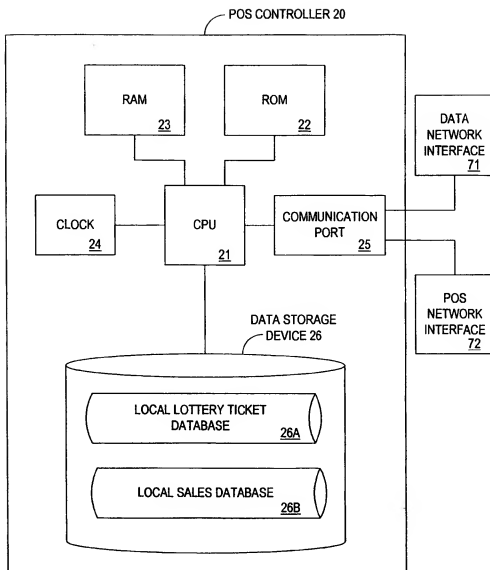 POS CONTROLLER 20
RAM
23
ROM
22
DATA
NETWORK
INTERFACE
71
CLOCK
24
CPU
21
COMMUNICATION
PORT
25
POS
NETWORK
INTERFACE
72
DATA STORAGE
DEVICE 26
LOCAL LOTTERY TICKET
DATABASE
26A
LOCAL SALES DATABASE
26B